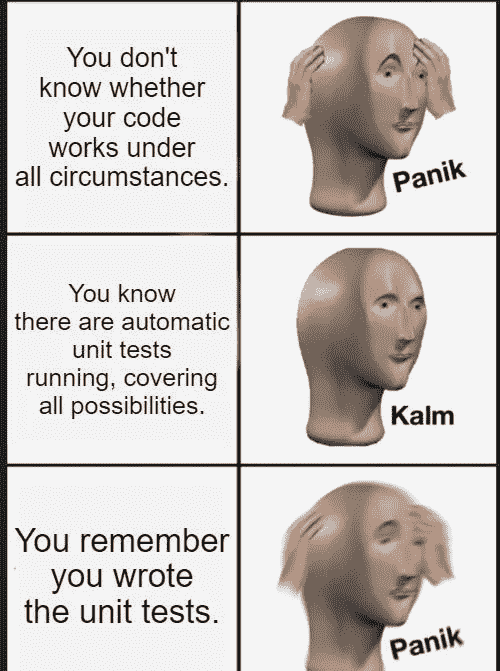 You don't
know whether
your code
works under
all circumstances.
Panik
You know
there are automatic
unit tests
running, covering
all possibilities.
Kalm
You remember
you wrote
the unit tests.
Panik